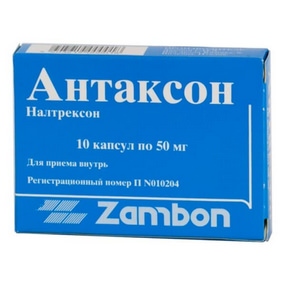 Антаксон
Налтрексон
10 капсул по 50 мг
Для приема внутрь
Регистрационный номер П N010204
Zambon